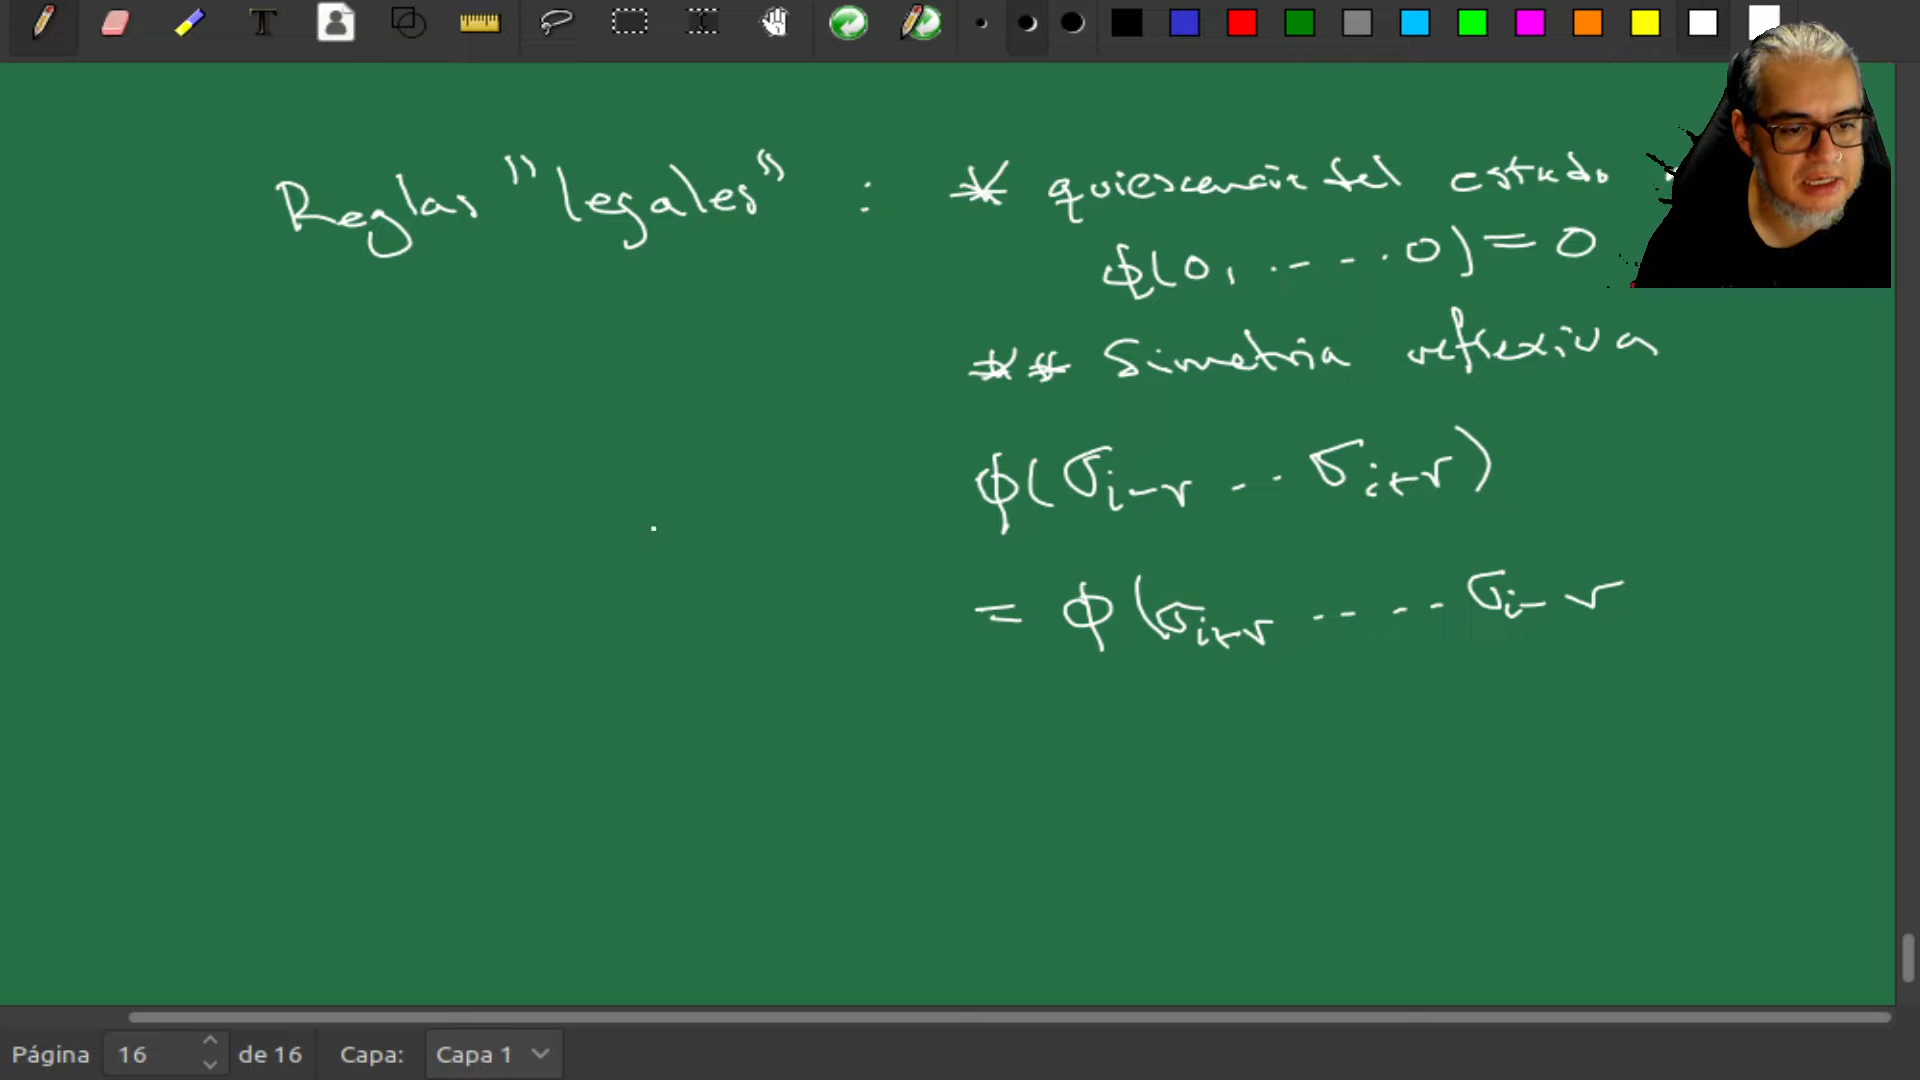 T
Reglas "legales" : * quiescencia del estado
ϕ(0, ..... 0) = 0
** Simetria reflexiva
ϕ(σi-r .. σi+r)
= ϕ(σi+r ..... σi-r
Página 16 de 16 Capa: Capa 1